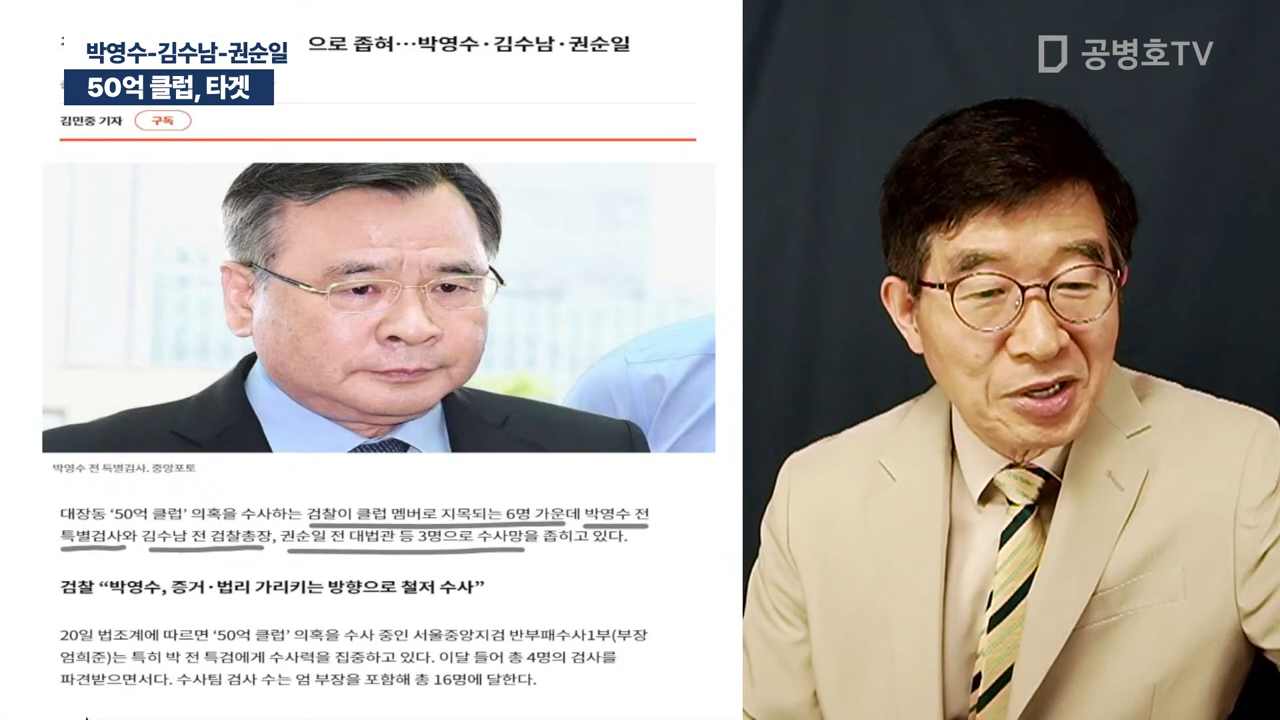 박영수-김수남-권순일
으로 좁혀…박영수·김수남·권순일
50억 클럽, 타겟
공병호TV
김민중 기자 구독
박영수 전 특별검사. 중앙포토
대장동 ‘50억 클럽’ 의혹을 수사하는 검찰이 클럽 멤버로 지목되는 6명 가운데 박영수 전
특별검사와 김수남 전 검찰총장, 권순일 전 대법관 등 3명으로 수사망을 좁히고 있다.
검찰 “박영수, 증거·법리 가리키는 방향으로 철저 수사”
20일 법조계에 따르면 ‘50억 클럽’ 의혹을 수사 중인 서울중앙지검 반부패수사1부(부장
엄희준)는 특히 박 전 특검에게 수사력을 집중하고 있다. 이달 들어 총 4명의 검사를
파견받으면서다. 수사팀 검사 수는 엄 부장을 포함해 총 16명에 달한다.